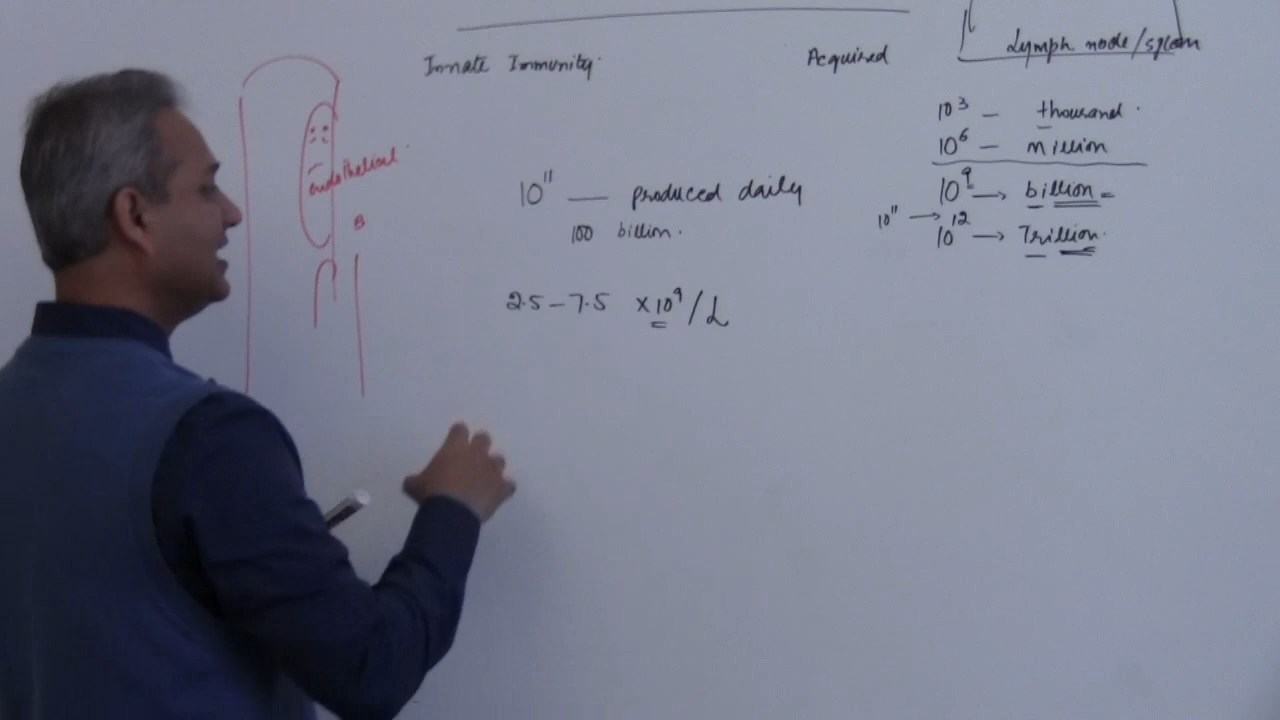 Innate Immunity
Acquired
Lymph node/spleen
10³ — thousand
10⁶ — million
10⁹ → billion =
10¹¹ → 12
10¹² → Trillion
10¹¹ — produced daily
100 billion.
2.5 – 7.5 × 10⁹ / L
endothelial
B